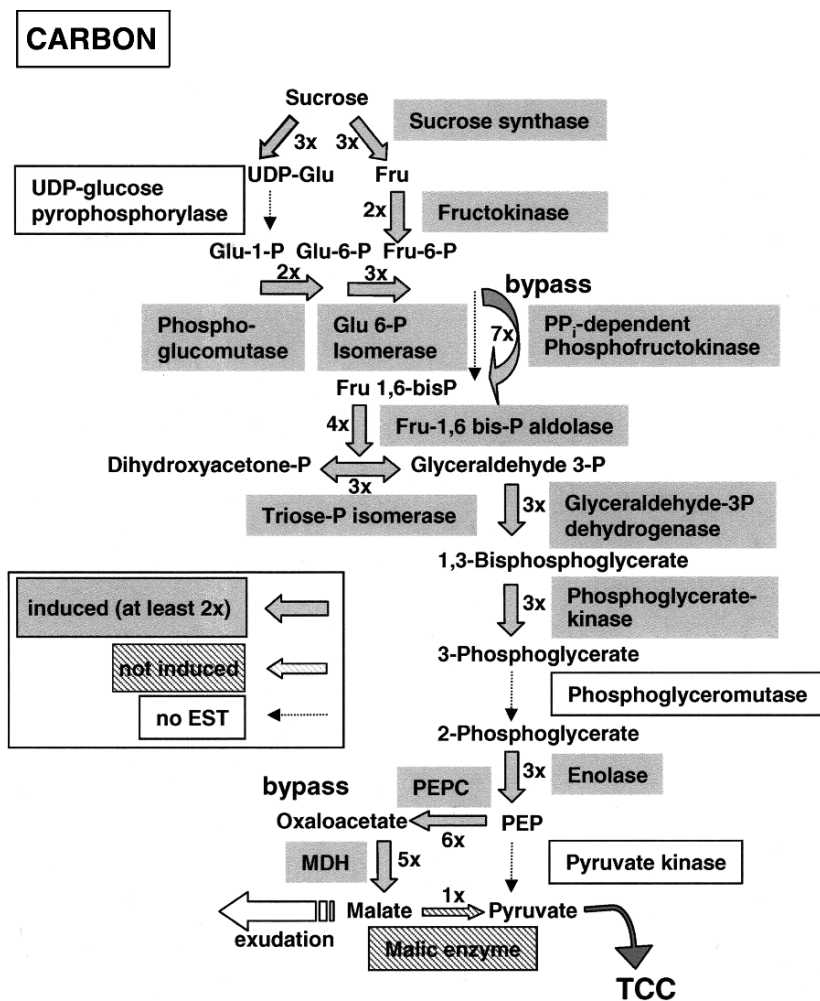 CARBON
Sucrose
Sucrose synthase
3x 3x
UDP-Glu Fru
UDP-glucose
pyrophosphorylase
2x
Fructokinase
Glu-1-P Glu-6-P Fru-6-P
2x 3x
bypass
Phospho-
glucomutase
Glu 6-P
Isomerase
7x
PPi-dependent
Phosphofructokinase
Fru 1,6-bisP
4x
Fru-1,6 bis-P aldolase
Dihydroxyacetone-P Glyceraldehyde 3-P
3x
Triose-P isomerase
3x
Glyceraldehyde-3P
dehydrogenase
1,3-Bisphosphoglycerate
induced (at least 2x)
not induced
no EST
3x
Phosphoglycerate-
kinase
3-Phosphoglycerate
Phosphoglyceromutase
2-Phosphoglycerate
3x
Enolase
bypass
PEPC
Oxaloacetate PEP
6x
MDH
5x
Pyruvate kinase
1x
Malate Pyruvate
exudation
Malic enzyme
TCC